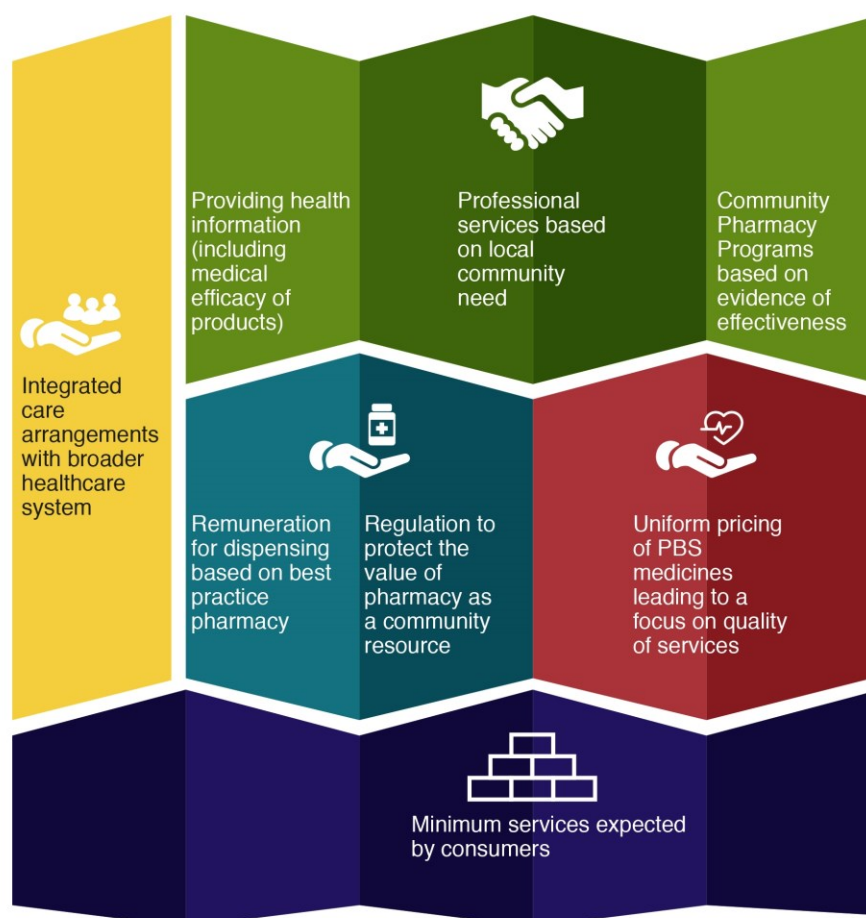 Providing health
information
(including
medical
efficacy of
products)
Professional
services based
on local
community
need
Community
Pharmacy
Programs
based on
evidence of
effectiveness
Integrated
care
arrangements
with broader
healthcare
system
Remuneration
for dispensing
based on best
practice
pharmacy
Regulation to
protect the
value of
pharmacy as
a community
resource
Uniform pricing
of PBS
medicines
leading to a
focus on quality
of services
Minimum services expected
by consumers